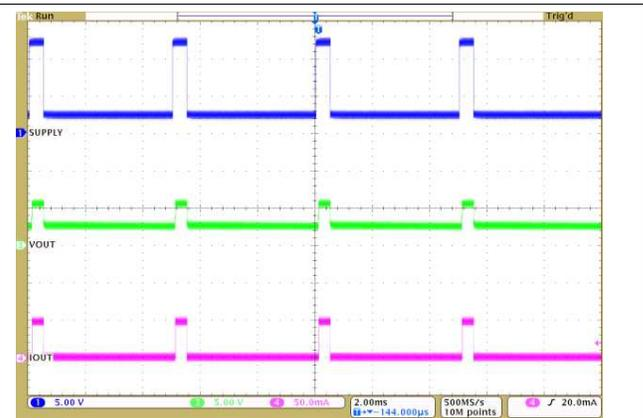 Tek Run
Trig'd
1 SUPPLY
3 VOUT
4 IOUT
1 5.00 V
3 5.00 V
4 50.0mA
2.00ms
T→▼−144.000µs
500MS/s
10M points
4 ∫ 20.0mA